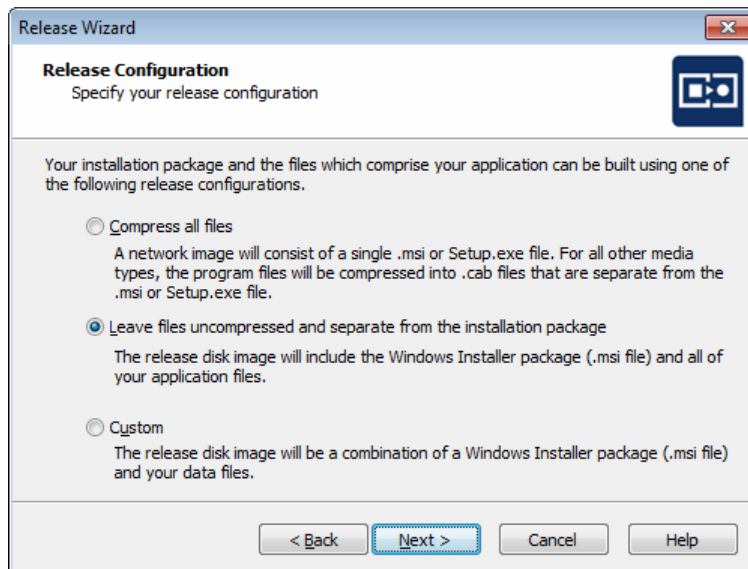 Release Wizard
Release Configuration
Specify your release configuration
Your installation package and the files which comprise your application can be built using one of
the following release configurations.
Compress all files
A network image will consist of a single .msi or Setup.exe file. For all other media
types, the program files will be compressed into .cab files that are separate from the
.msi or Setup.exe file.
Leave files uncompressed and separate from the installation package
The release disk image will include the Windows Installer package (.msi file) and all of
your application files.
Custom
The release disk image will be a combination of a Windows Installer package (.msi file)
and your data files.
< Back Next > Cancel Help